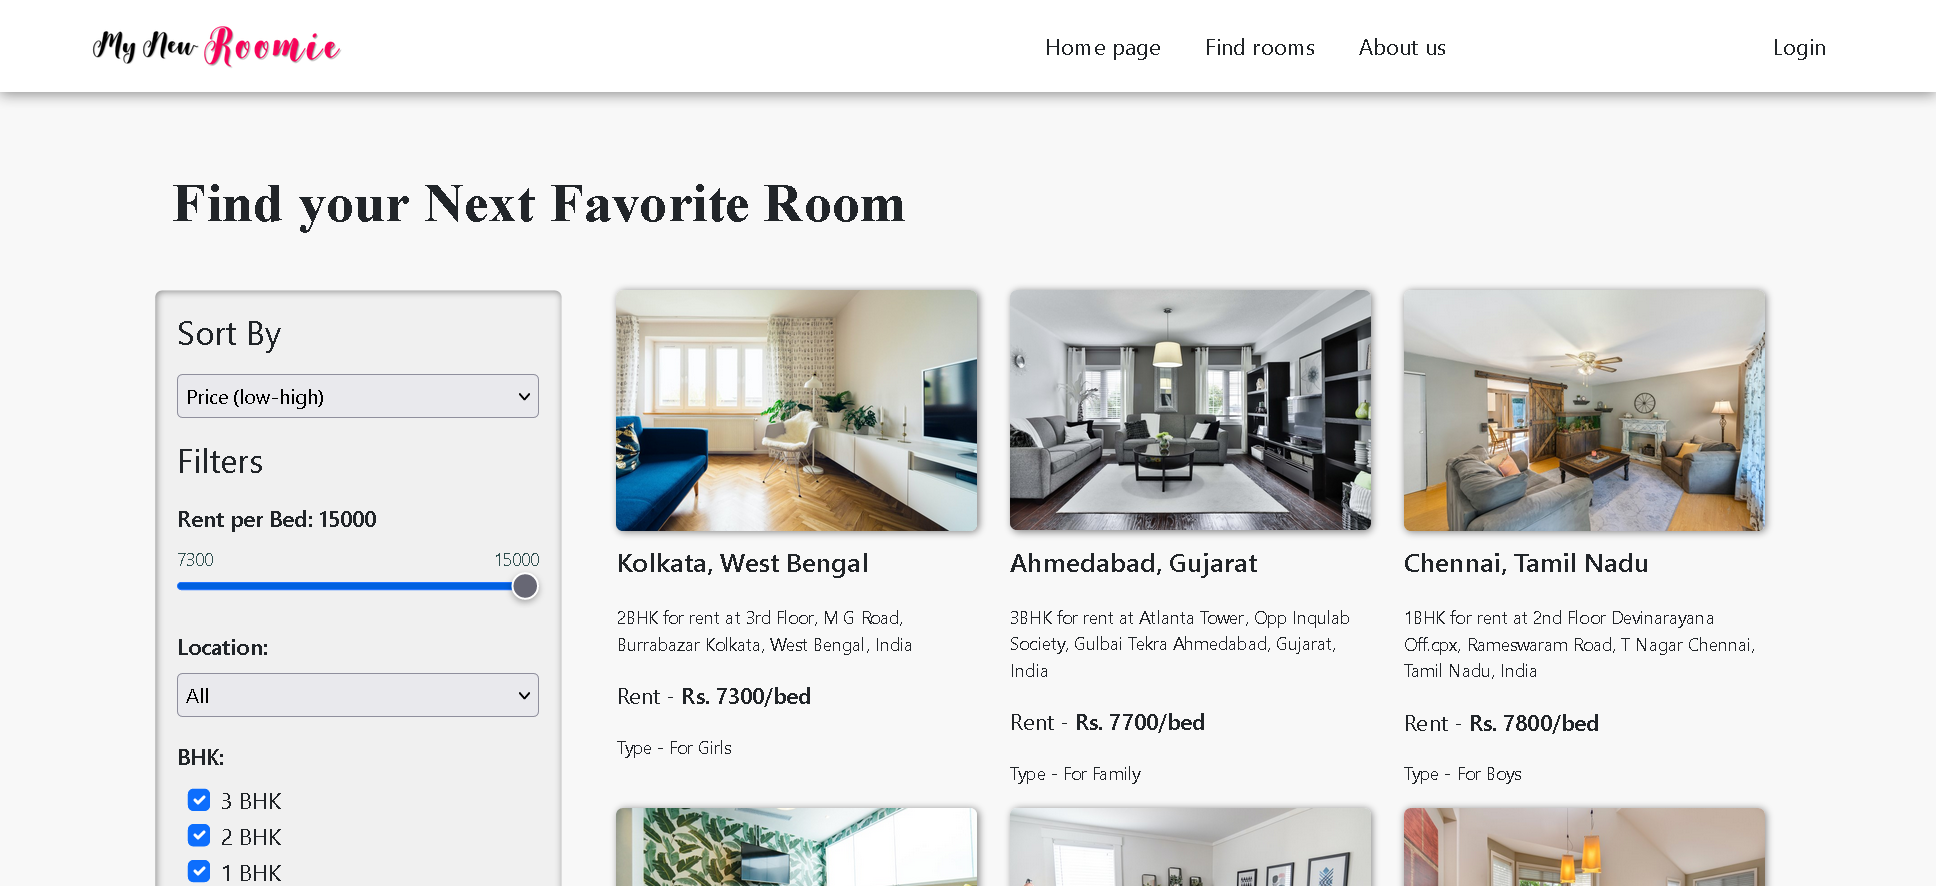 My New Roomie
Home page
Find rooms
About us
Login
Find your Next Favorite Room
Sort By
Price (low-high)
Filters
Rent per Bed: 15000
7300
15000
Location:
All
BHK:
3 BHK
2 BHK
1 BHK
Kolkata, West Bengal
2BHK for rent at 3rd Floor, M G Road,
Burrabazar Kolkata, West Bengal, India
Rent - Rs. 7300/bed
Type - For Girls
Ahmedabad, Gujarat
3BHK for rent at Atlanta Tower, Opp Inqulab
Society, Gulbai Tekra Ahmedabad, Gujarat,
India
Rent - Rs. 7700/bed
Type - For Family
Chennai, Tamil Nadu
1BHK for rent at 2nd Floor Devinarayana
Off.cpx, Rameswaram Road, T Nagar Chennai,
Tamil Nadu, India
Rent - Rs. 7800/bed
Type - For Boys